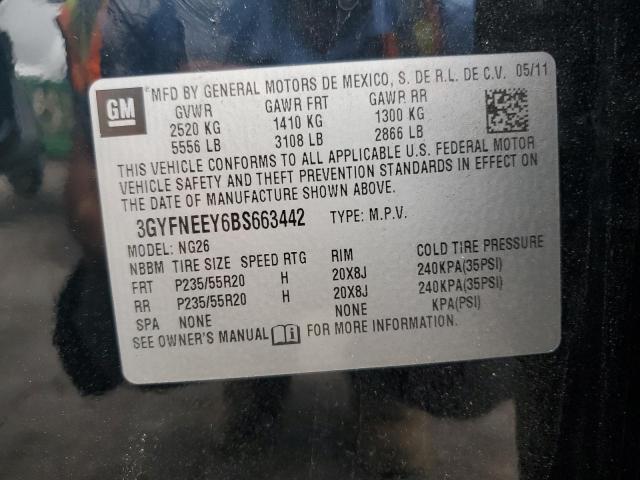 GM
MFD BY GENERAL MOTORS DE MEXICO, S. DE R.L. DE C.V. 05/11
GVWR GAWR FRT GAWR RR
2520 KG 1410 KG 1300 KG
5556 LB 3108 LB 2866 LB
THIS VEHICLE CONFORMS TO ALL APPLICABLE U.S. FEDERAL MOTOR
VEHICLE SAFETY AND THEFT PREVENTION STANDARDS IN EFFECT ON
THE DATE OF MANUFACTURE SHOWN ABOVE.
3GYFNEEY6BS663442 TYPE: M.P.V.
MODEL: NG26
NBBM TIRE SIZE SPEED RTG RIM COLD TIRE PRESSURE
FRT P235/55R20 H 20X8J 240KPA(35PSI)
RR P235/55R20 H 20X8J 240KPA(35PSI)
SPA NONE NONE KPA(PSI)
SEE OWNER'S MANUAL FOR MORE INFORMATION.